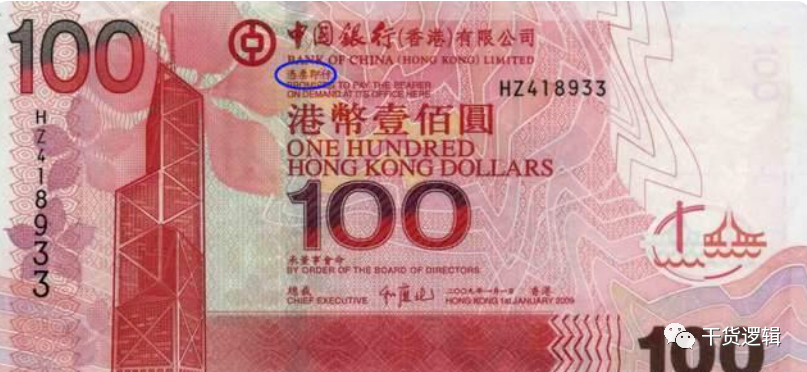 100
中國銀行(香港)有限公司
BANK OF CHINA (HONG KONG) LIMITED
憑票即付
PROMISES TO PAY THE BEARER
ON DEMAND AT ITS OFFICE HERE
HZ418933
HZ418933
港幣壹佰圓
ONE HUNDRED
HONG KONG DOLLARS
100
承董事會命
BY ORDER OF THE BOARD OF DIRECTORS
總裁
CHIEF EXECUTIVE
二〇〇九年一月一日 香港
HONG KONG 1st JANUARY 2009
100
干货逻辑